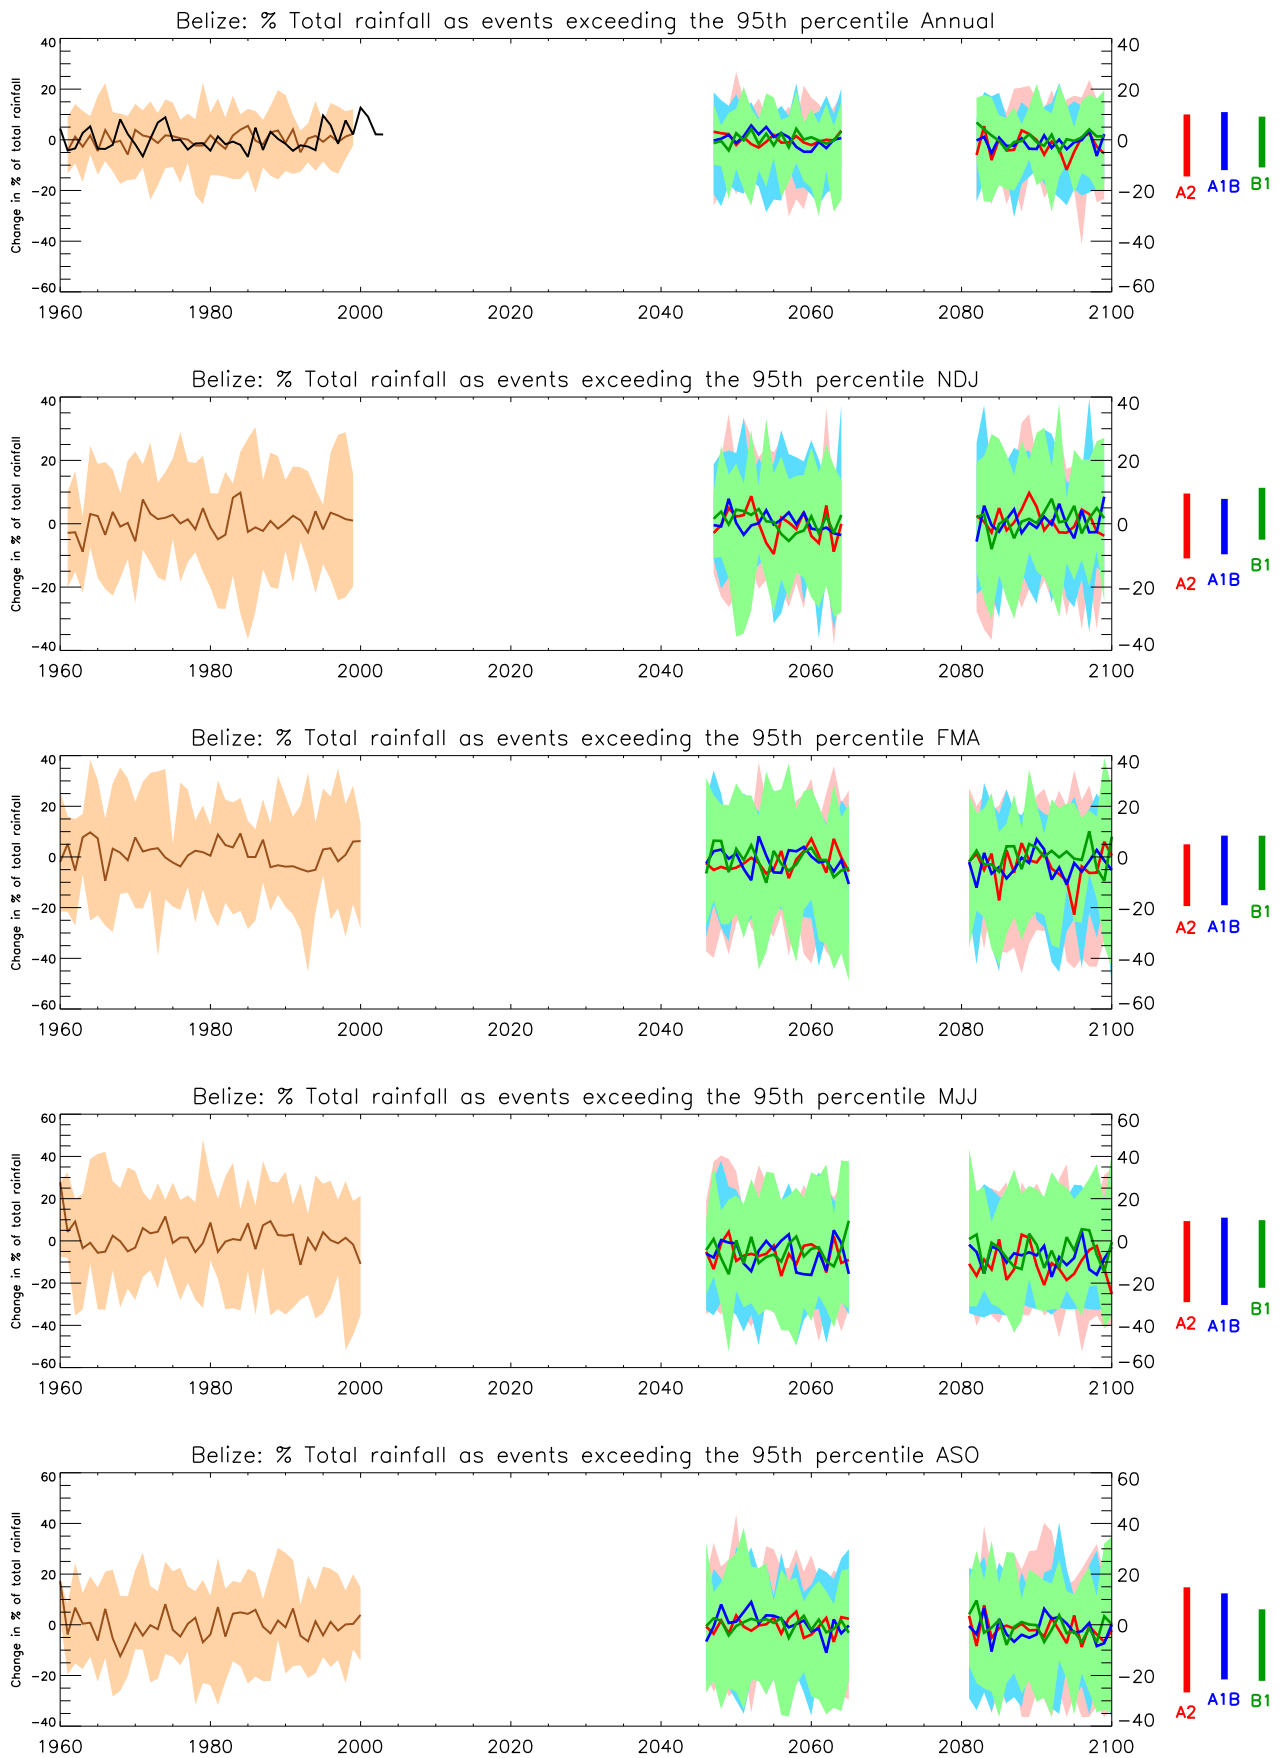 Belize: % Total rainfall as events exceeding the 95th percentile Annual
Change in % of total rainfall
40 20 0 -20 -40 -60
40 20 0 -20 -40 -60
1960 1980 2000 2020 2040 2060 2080 2100
A2 A1B B1
Belize: % Total rainfall as events exceeding the 95th percentile NDJ
Change in % of total rainfall
40 20 0 -20 -40
40 20 0 -20 -40
1960 1980 2000 2020 2040 2060 2080 2100
A2 A1B B1
Belize: % Total rainfall as events exceeding the 95th percentile FMA
Change in % of total rainfall
40 20 0 -20 -40 -60
40 20 0 -20 -40 -60
1960 1980 2000 2020 2040 2060 2080 2100
A2 A1B B1
Belize: % Total rainfall as events exceeding the 95th percentile MJJ
Change in % of total rainfall
60 40 20 0 -20 -40 -60
60 40 20 0 -20 -40 -60
1960 1980 2000 2020 2040 2060 2080 2100
A2 A1B B1
Belize: % Total rainfall as events exceeding the 95th percentile ASO
Change in % of total rainfall
60 40 20 0 -20 -40
60 40 20 0 -20 -40
1960 1980 2000 2020 2040 2060 2080 2100
A2 A1B B1